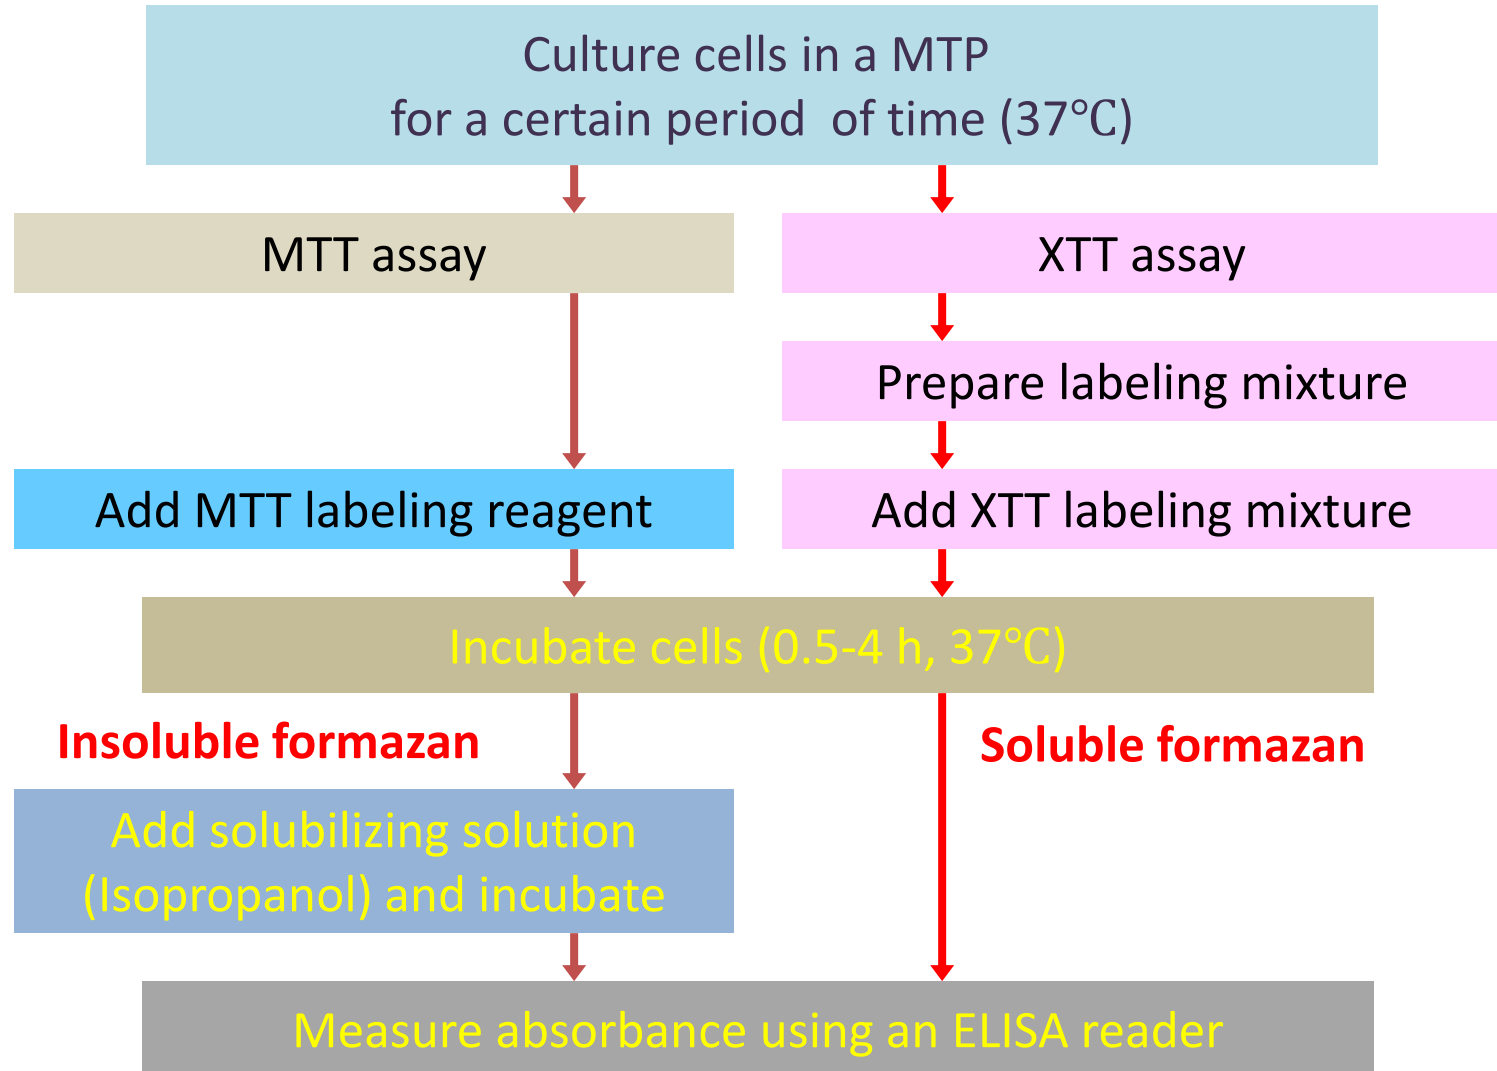 Culture cells in a MTP
for a certain period  of time (37℃)
MTT assay
XTT assay
Prepare labeling mixture
Add MTT labeling reagent
Add XTT labeling mixture
Incubate cells (0.5-4 h, 37℃)
Insoluble formazan
Soluble formazan
Add solubilizing solution
(Isopropanol) and incubate
Measure absorbance using an ELISA reader